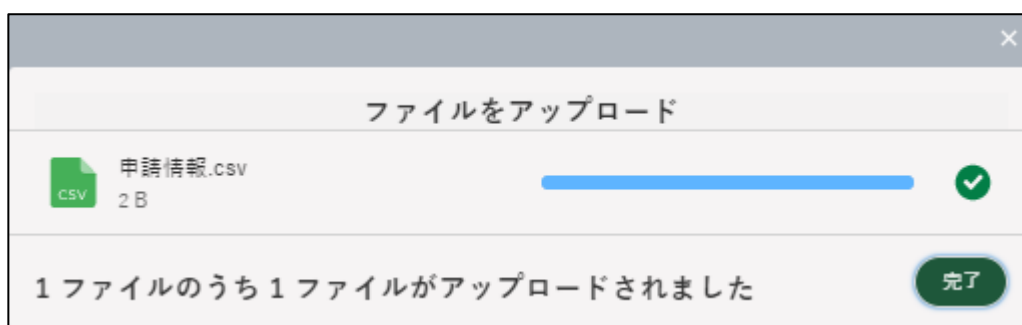 ファイルをアップロード
申請情報.csv
CSV
2 B
1 ファイルのうち 1 ファイルがアップロードされました
完了